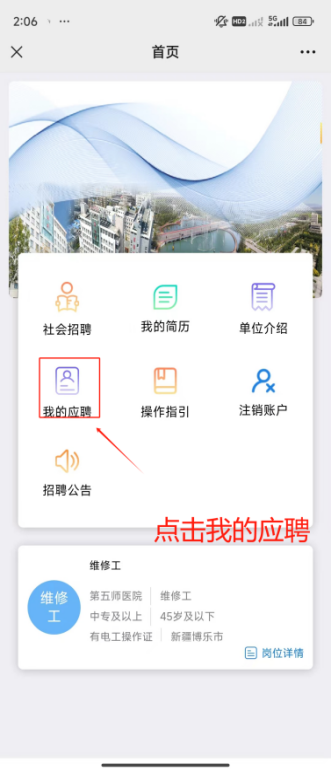 2:06 ··· HD2 5G 84
首页
社会招聘 我的简历 单位介绍
我的应聘 操作指引 注销账户
招聘公告
点击我的应聘
维修工
维修工
第五师医院 维修工
中专及以上 45岁及以下
有电工操作证 新疆博乐市
岗位详情